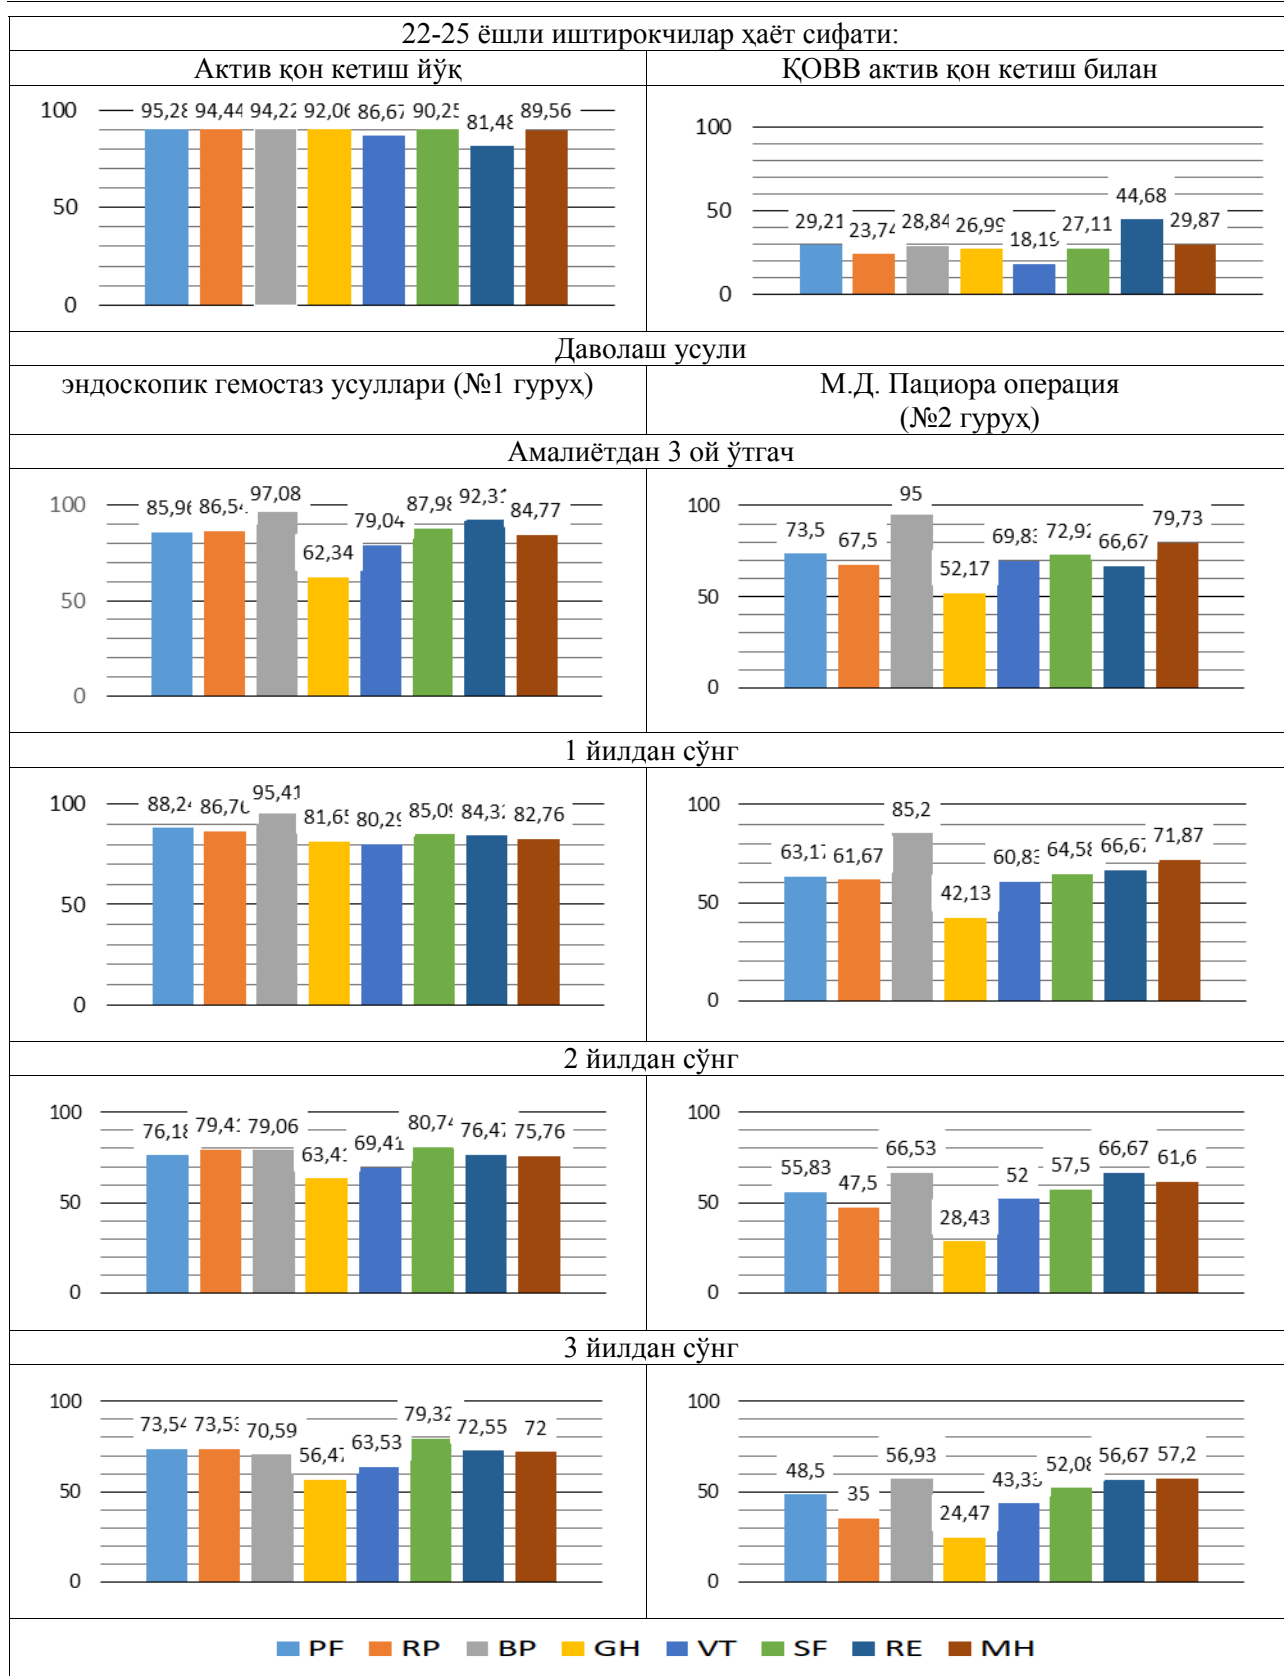 22-25 ёшли иштирокчилар ҳаёт сифати:
Актив қон кетиш йўқ
ҚОВВ актив қон кетиш билан
100
50
0
95,28 94,44 94,22 92,06 86,67 90,25 81,48 89,56
100
50
0
29,21 23,74 28,84 26,99 18,19 27,11 44,68 29,87
Даволаш усули
эндоскопик гемостаз усуллари (№1 гуруҳ)
М.Д. Пациора операция
(№2 гуруҳ)
Амалиётдан 3 ой ўтгач
100
50
0
85,96 86,54 97,08 62,34 79,04 87,98 92,31 84,77
100
50
0
73,5 67,5 95 52,17 69,83 72,92 66,67 79,73
1 йилдан сўнг
100
50
0
88,24 86,76 95,41 81,65 80,29 85,09 84,32 82,76
100
50
0
63,17 61,67 85,2 42,13 60,83 64,58 66,67 71,87
2 йилдан сўнг
100
50
0
76,18 79,41 79,06 63,41 69,41 80,74 76,47 75,76
100
50
0
55,83 47,5 66,53 28,43 52 57,5 66,67 61,6
3 йилдан сўнг
100
50
0
73,54 73,53 70,59 56,47 63,53 79,32 72,55 72
100
50
0
48,5 35 56,93 24,47 43,33 52,08 56,67 57,2
PF RP BP GH VT SF RE MH